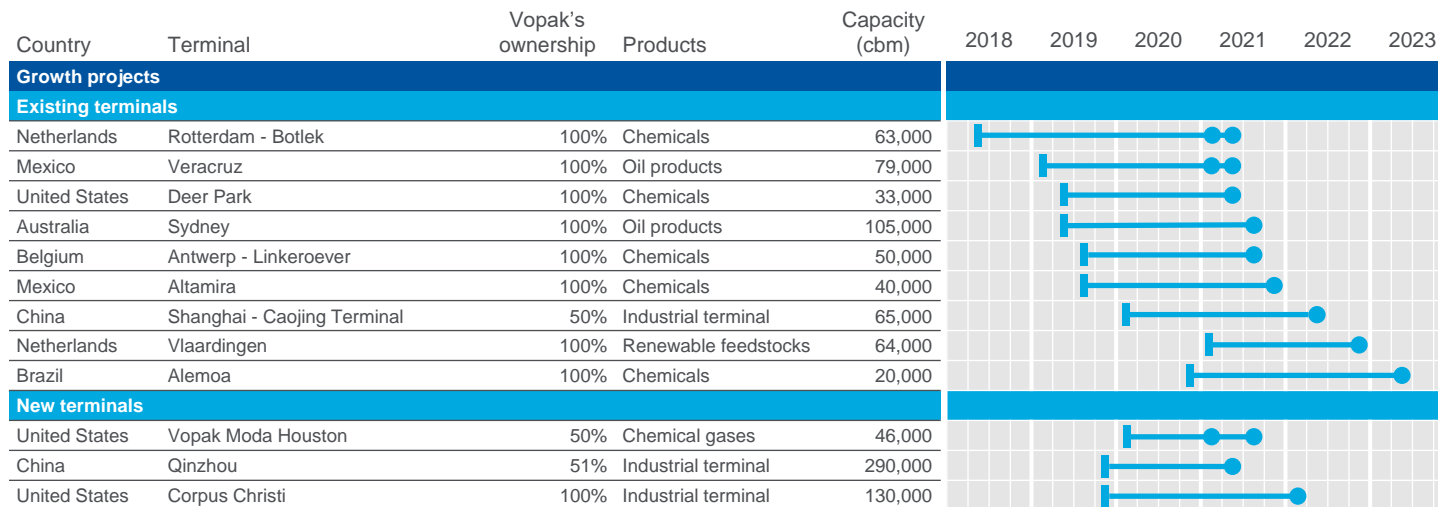 Country Terminal Vopak's ownership Products Capacity (cbm) 2018 2019 2020 2021 2022 2023
Growth projects
Existing terminals
Netherlands Rotterdam - Botlek 100% Chemicals 63,000
Mexico Veracruz 100% Oil products 79,000
United States Deer Park 100% Chemicals 33,000
Australia Sydney 100% Oil products 105,000
Belgium Antwerp - Linkeroever 100% Chemicals 50,000
Mexico Altamira 100% Chemicals 40,000
China Shanghai - Caojing Terminal 50% Industrial terminal 65,000
Netherlands Vlaardingen 100% Renewable feedstocks 64,000
Brazil Alemoa 100% Chemicals 20,000
New terminals
United States Vopak Moda Houston 50% Chemical gases 46,000
China Qinzhou 51% Industrial terminal 290,000
United States Corpus Christi 100% Industrial terminal 130,000